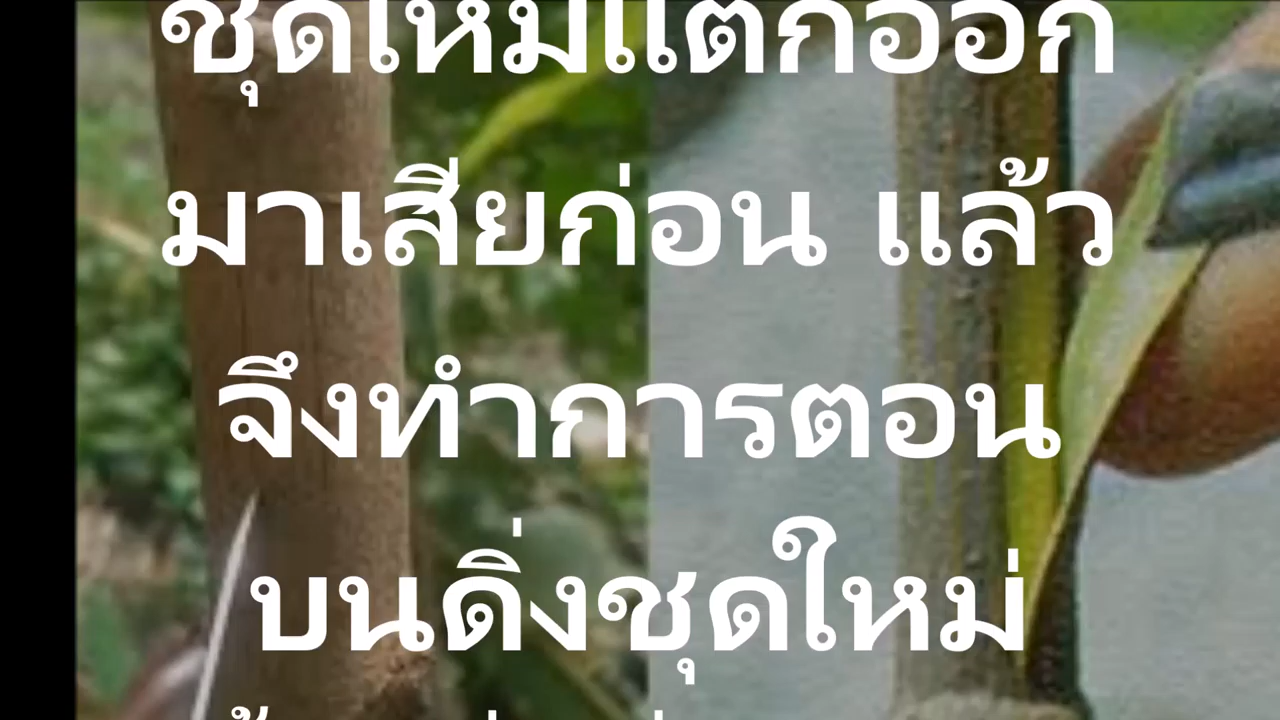 ชุดใหม่แตกออก
มาเสียก่อน แล้ว
จึงทำการตอน
บนดิ่งชุดใหม่